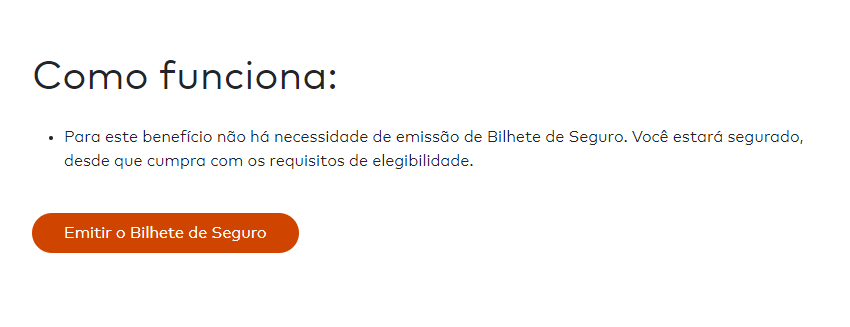 Como funciona:
• Para este benefício não há necessidade de emissão de Bilhete de Seguro. Você estará segurado,
desde que cumpra com os requisitos de elegibilidade.
Emitir o Bilhete de Seguro